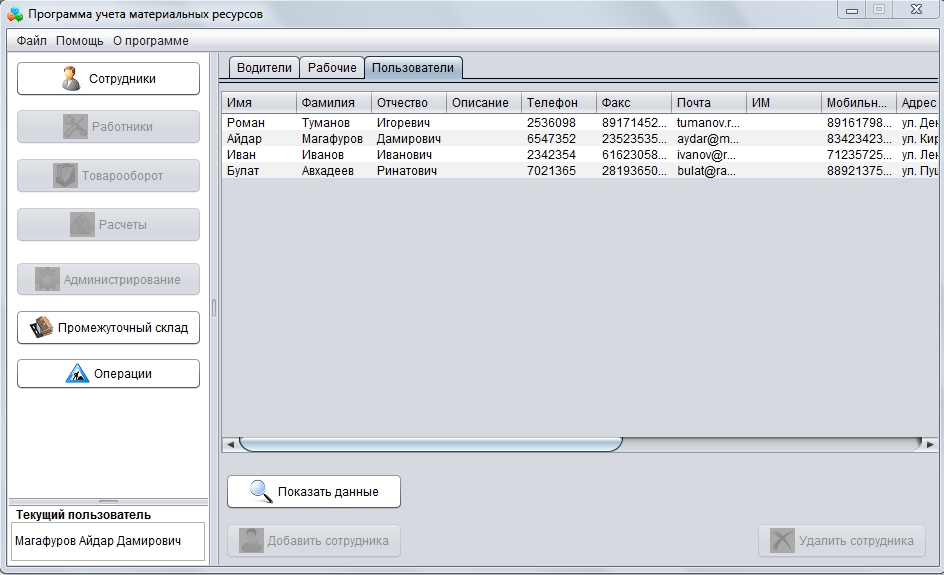 Программа учета материальных ресурсов
Файл Помощь О программе
Сотрудники
Работники
Товарооборот
Расчеты
Администрирование
Промежуточный склад
Операции
Текущий пользователь
Магафуров Айдар Дамирович
Водители Рабочие Пользователи
Имя Фамилия Отчество Описание Телефон Факс Почта ИМ Мобильн... Адрес
Роман Туманов Игоревич 2536098 89171452... tumanov.r... 89161798... ул. Ден
Айдар Магафуров Дамирович 6547352 23523535... aydar@m... 83423423... ул. Кир
Иван Иванов Иванович 2342354 61623058... ivanov@r... 71235725... ул. Лен
Булат Авхадеев Ринатович 7021365 28193650... bulat@ra... 88921375... ул. Пуш
Показать данные
Добавить сотрудника Удалить сотрудника